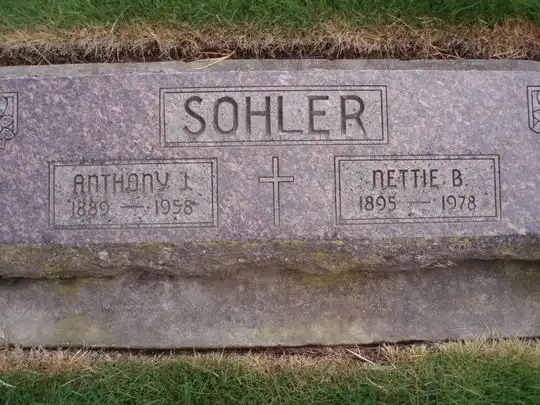 SOHLER
ANTHONY J.
1889 — 1958
NETTIE B.
1895 — 1978